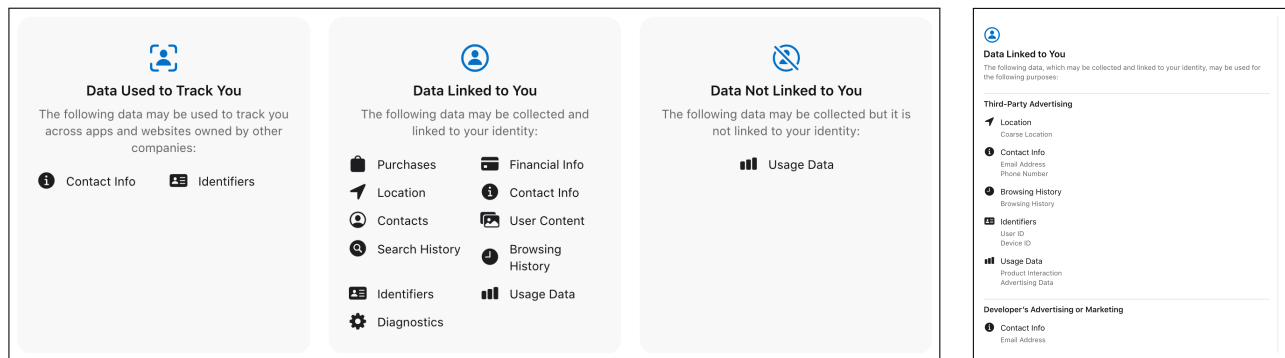 Data Used to Track You
The following data may be used to track you
across apps and websites owned by other
companies:
Contact Info
Identifiers
Data Linked to You
The following data may be collected and
linked to your identity:
Purchases
Financial Info
Location
Contact Info
Contacts
User Content
Search History
Browsing
History
Identifiers
Usage Data
Diagnostics
Data Not Linked to You
The following data may be collected but it is
not linked to your identity:
Usage Data
Data Linked to You
The following data, which may be collected and linked to your identity, may be used for
the following purposes:
Third-Party Advertising
Location
Coarse Location
Contact Info
Email Address
Phone Number
Browsing History
Browsing History
Identifiers
User ID
Device ID
Usage Data
Product Interaction
Advertising Data
Developer's Advertising or Marketing
Contact Info
Email Address